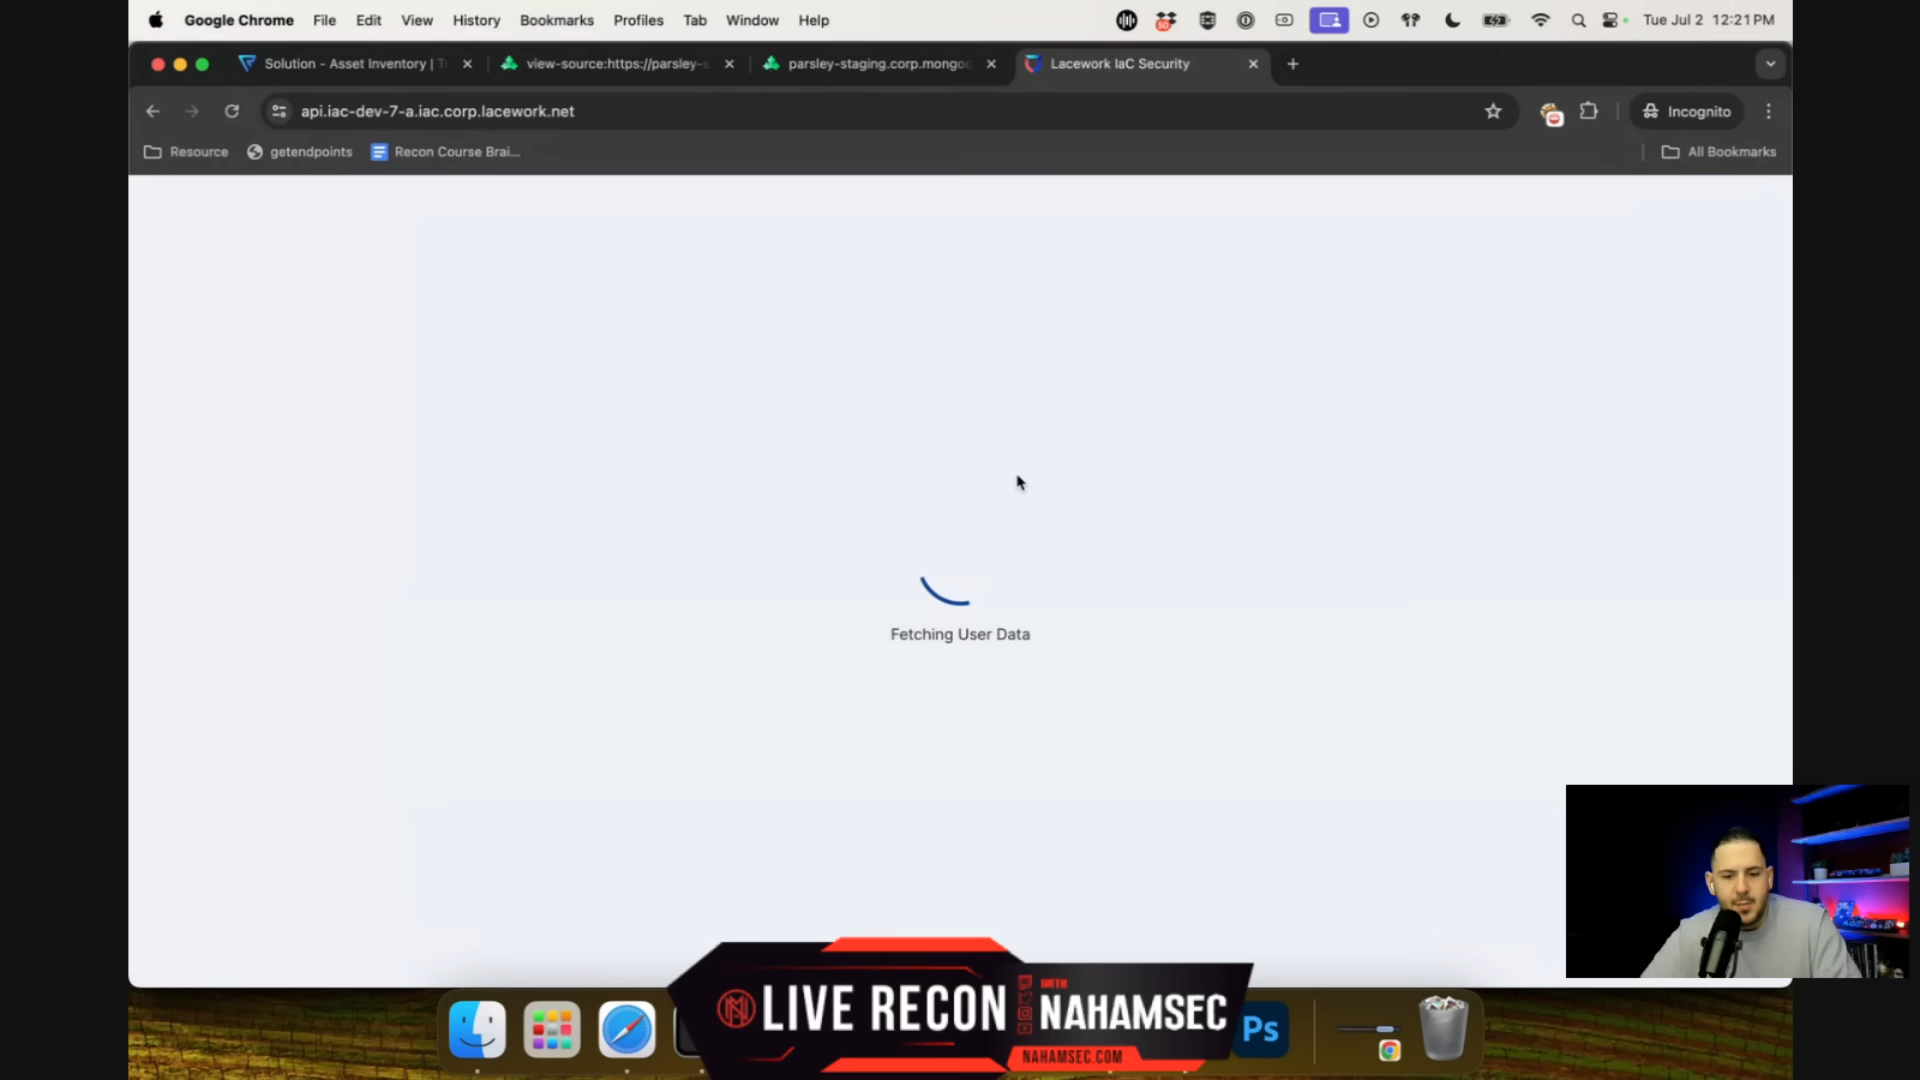 Google Chrome File Edit View History Bookmarks Profiles Tab Window Help
Tue Jul 2 12:21 PM
Solution - Asset Inventory | T
view-source:https://parsley-s
parsley-staging.corp.mongo
Lacework IaC Security
api.iac-dev-7-a.iac.corp.lacework.net
Incognito
Resource
getendpoints
Recon Course Brai...
All Bookmarks
Fetching User Data
LIVE RECON
WITH
NAHAMSEC
NAHAMSEC.COM
Ps